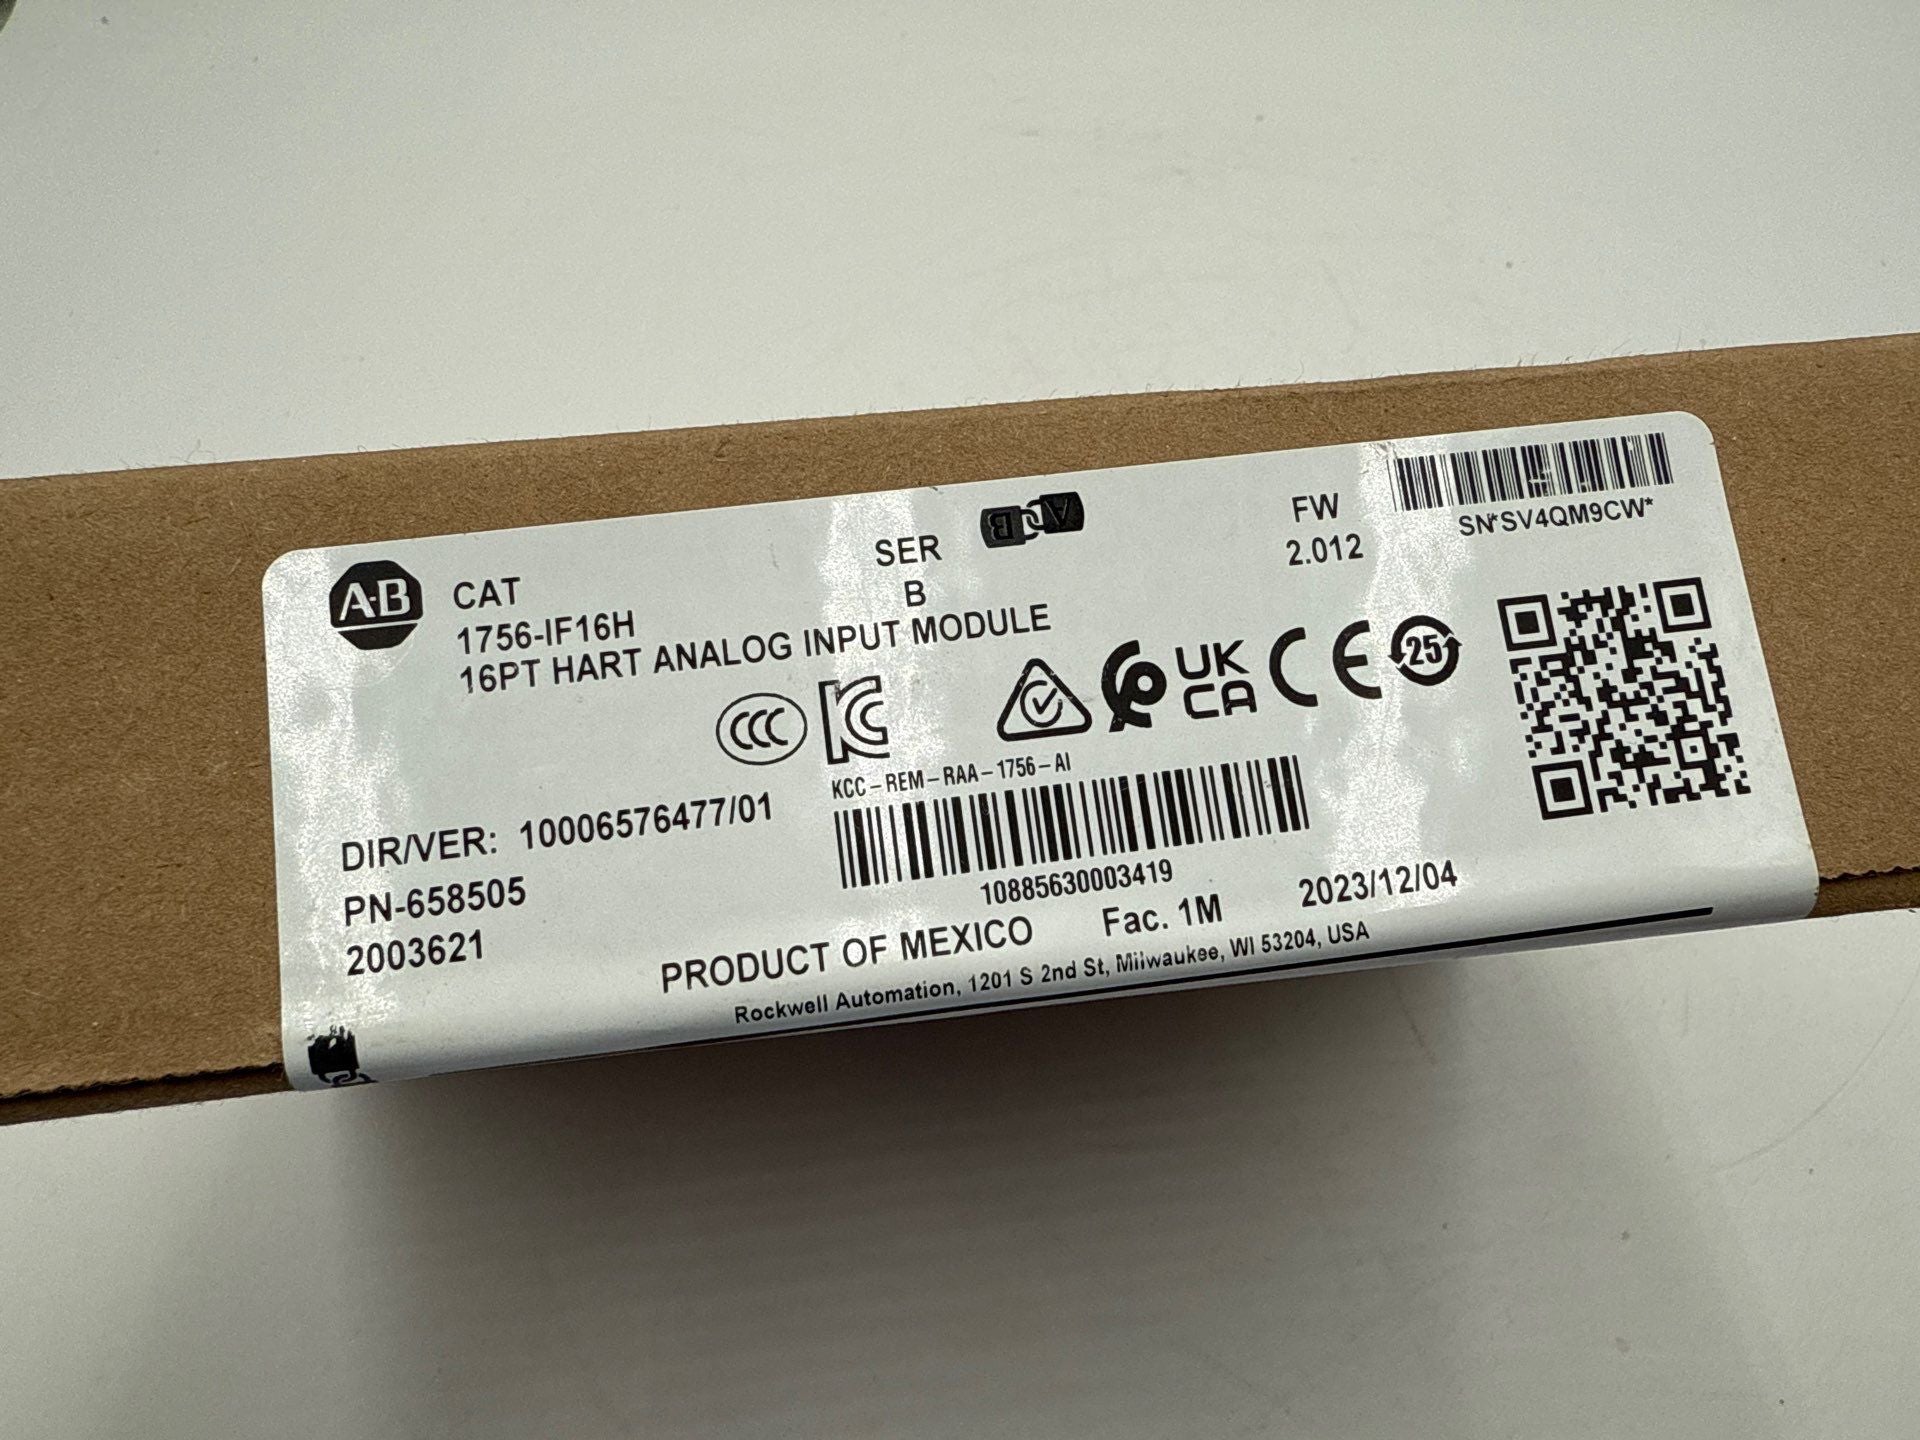 A-B
CAT
1756-IF16H
16PT HART ANALOG INPUT MODULE
SER
B
AB
FW
2.012
SN*SV4QM9CW*
CCC
KC
UK
CA
CE
25
KCC-REM-RAA-1756-AI
DIR/VER: 10006576477/01
PN-658505
2003621
10885630003419
PRODUCT OF MEXICO
Fac. 1M
2023/12/04
Rockwell Automation, 1201 S 2nd St, Milwaukee, WI 53204, USA